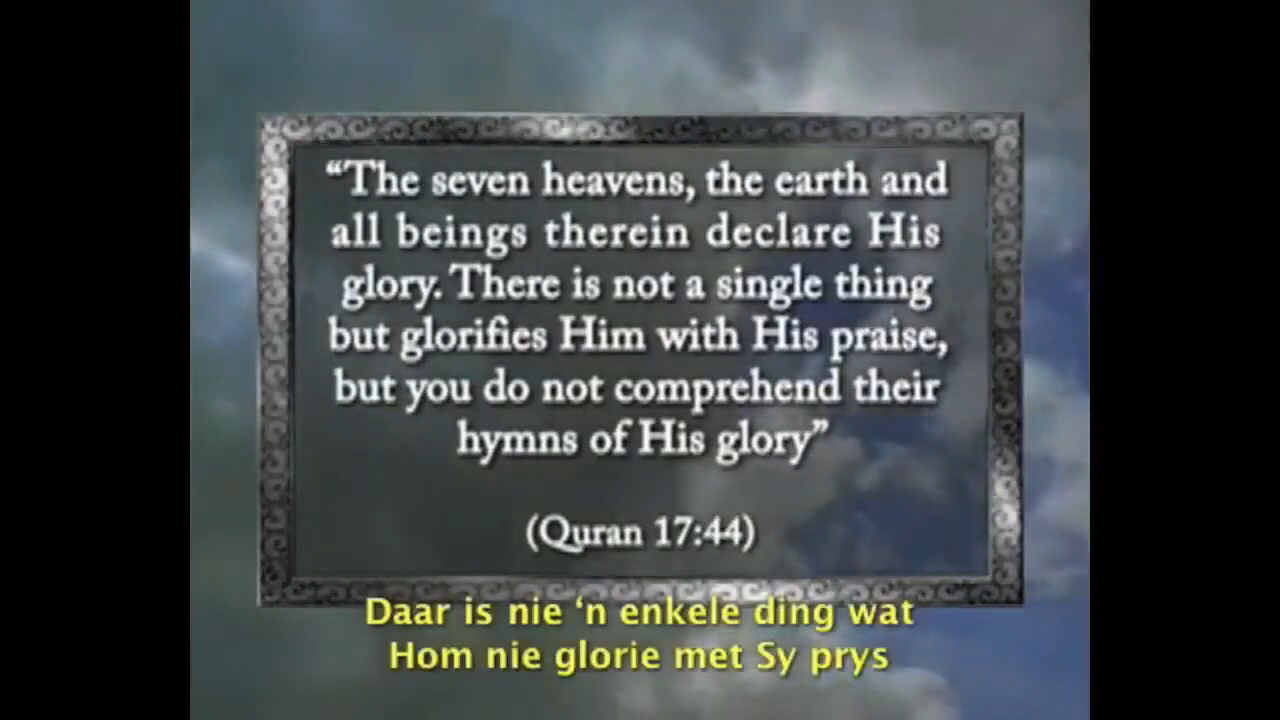 “The seven heavens, the earth and
all beings therein declare His
glory. There is not a single thing
but glorifies Him with His praise,
but you do not comprehend their
hymns of His glory”
(Quran 17:44)
Daar is nie ‘n enkele ding wat
Hom nie glorie met Sy prys